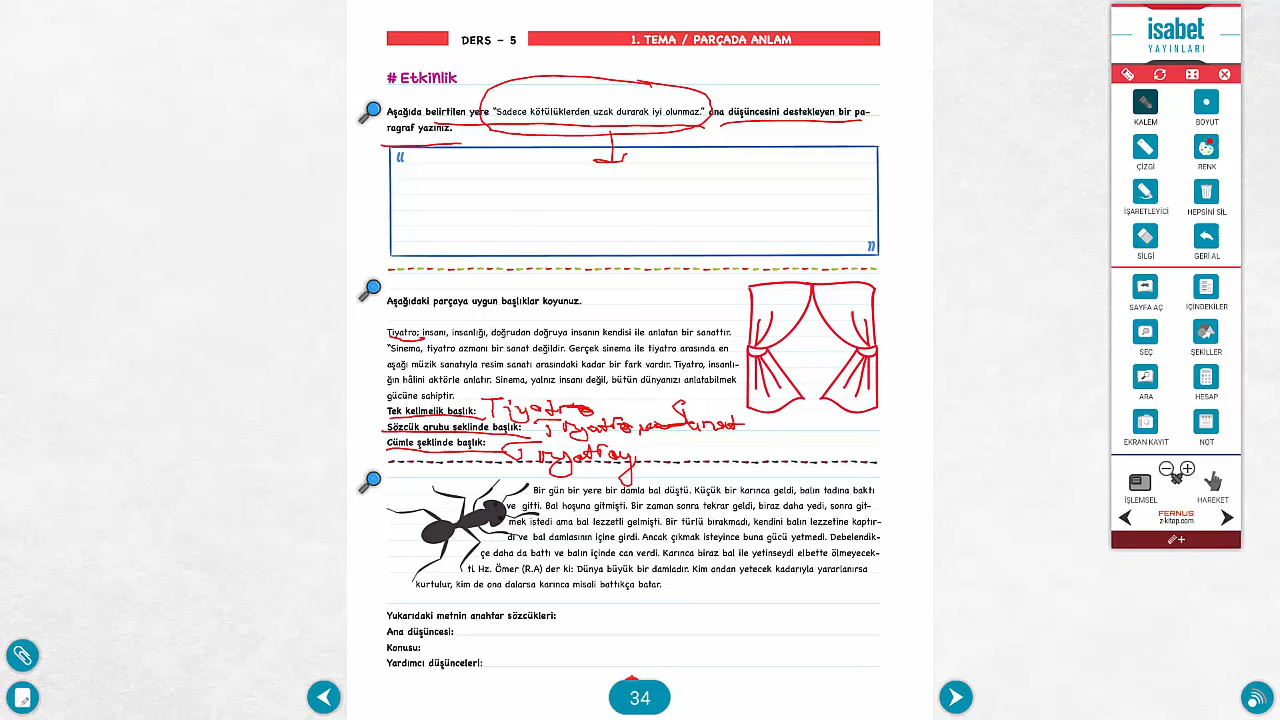 DERS - 5
1. TEMA / PARÇADA ANLAM
# Etkinlik
Aşağıda belirtilen yere "Sadece kötülüklerden uzak durarak iyi olunmaz." ana düşüncesini destekleyen bir pa-
ragraf yazınız.
Aşağıdaki parçaya uygun başlıklar koyunuz.
Tiyatro; insanı, insanlığı, doğrudan doğruya insanın kendisi ile anlatan bir sanattır.
"Sinema, tiyatro azmanı bir sanat değildir. Gerçek sinema ile tiyatro arasında en
aşağı müzik sanatıyla resim sanatı arasındaki kadar bir fark vardır. Tiyatro, insanlı-
ğın hâlini aktörle anlatır. Sinema, yalnız insanı değil, bütün dünyanızı anlatabilmek
gücüne sahiptir.
Tek kelimelik başlık: Tiyatro
Sözcük grubu şeklinde başlık: Tiyatro
Cümle şeklinde başlık:
Bir gün bir yere bir damla bal düştü. Küçük bir karınca geldi, balın tadına baktı
ve gitti. Bal hoşuna gitmişti. Bir zaman sonra tekrar geldi, biraz daha yedi, sonra git-
mek istedi ama bal lezzetli gelmişti. Bir türlü bırakmadı, kendini balın lezzetine kaptır-
dı ve bal damlasının içine girdi. Ancak çıkmak isteyince buna gücü yetmedi. Debelendik-
çe daha da battı ve balın içinde can verdi. Karınca biraz bal ile yetinseydi elbette ölmeyecek-
ti. Hz. Ömer (R.A) der ki: Dünya büyük bir damladır. Kim ondan yetecek kadarıyla yararlanırsa
kurtulur, kim de ona dalarsa karınca misali battıkça batar.
Yukarıdaki metnin anahtar sözcükleri:
Ana düşüncesi:
Konusu:
Yardımcı düşünceleri:
34
isabet
YAYINLARI
KALEM
BOYUT
ÇİZGİ
RENK
İŞARETLEYİCİ
HEPSİNİ SİL
SİLGİ
GERİ AL
SAYFA AÇ
İÇİNDEKİLER
SEÇ
ŞEKİLLER
ARA
HESAP
EKRAN KAYIT
NOT
İŞLEMSEL
HAREKET
FERNUS
z-kitap.com